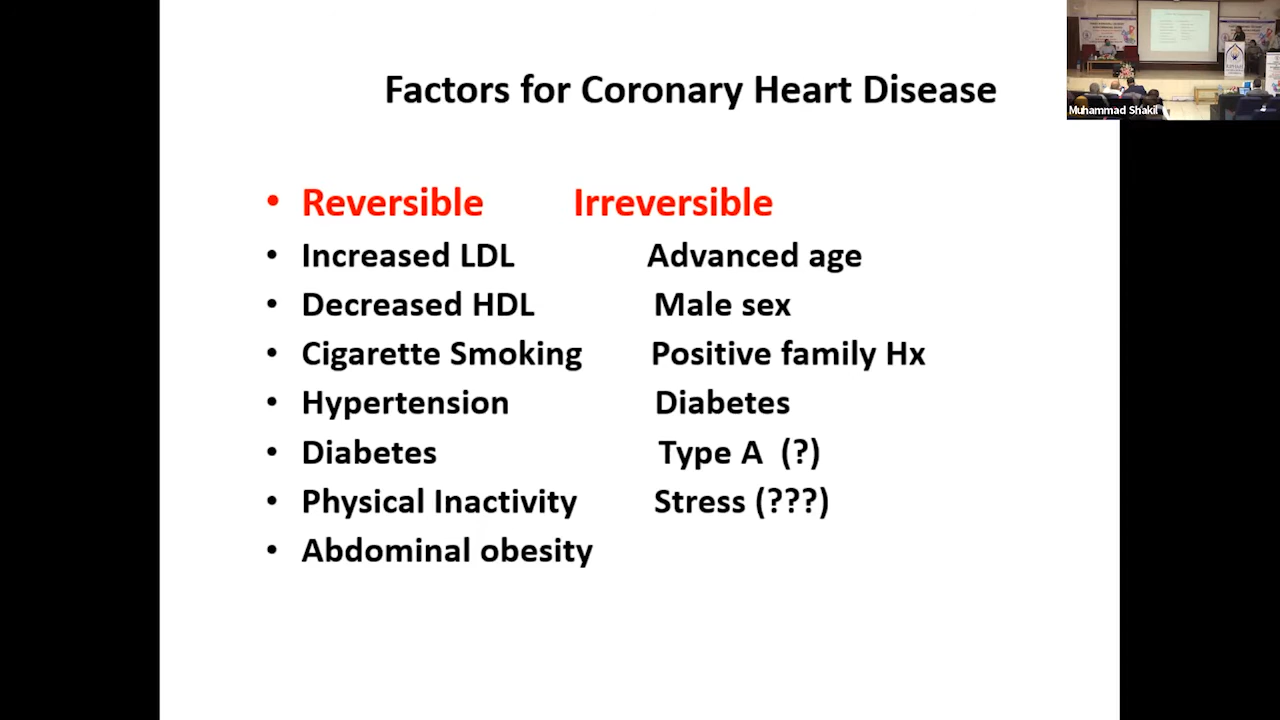 Factors for Coronary Heart Disease
Muhammad Shakil
• Reversible Irreversible
• Increased LDL Advanced age
• Decreased HDL Male sex
• Cigarette Smoking Positive family Hx
• Hypertension Diabetes
• Diabetes Type A (?)
• Physical Inactivity Stress (???)
• Abdominal obesity